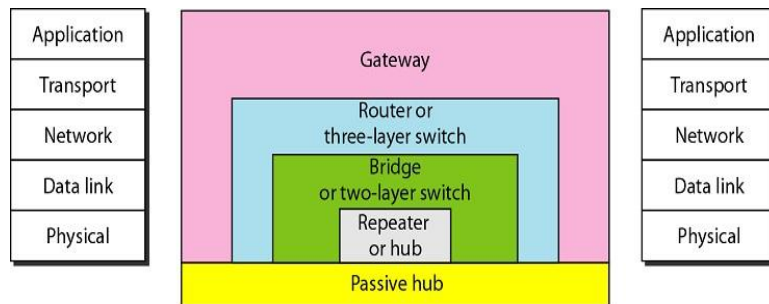 Application
Transport
Network
Data link
Physical
Gateway
Router or
three-layer switch
Bridge
or two-layer switch
Repeater
or hub
Passive hub
Application
Transport
Network
Data link
Physical